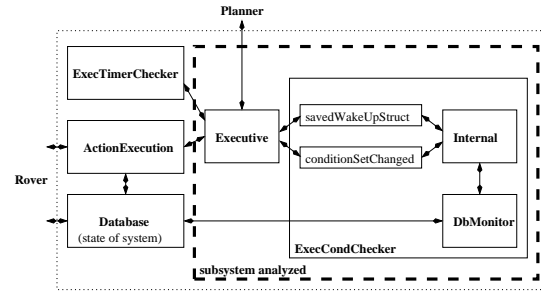 Planner
ExecTimerChecker
savedWakeUpStruct
Executive
Internal
ActionExecution
conditionSetChanged
Rover
Database
(state of system)
DbMonitor
ExecCondChecker
subsystem analyzed